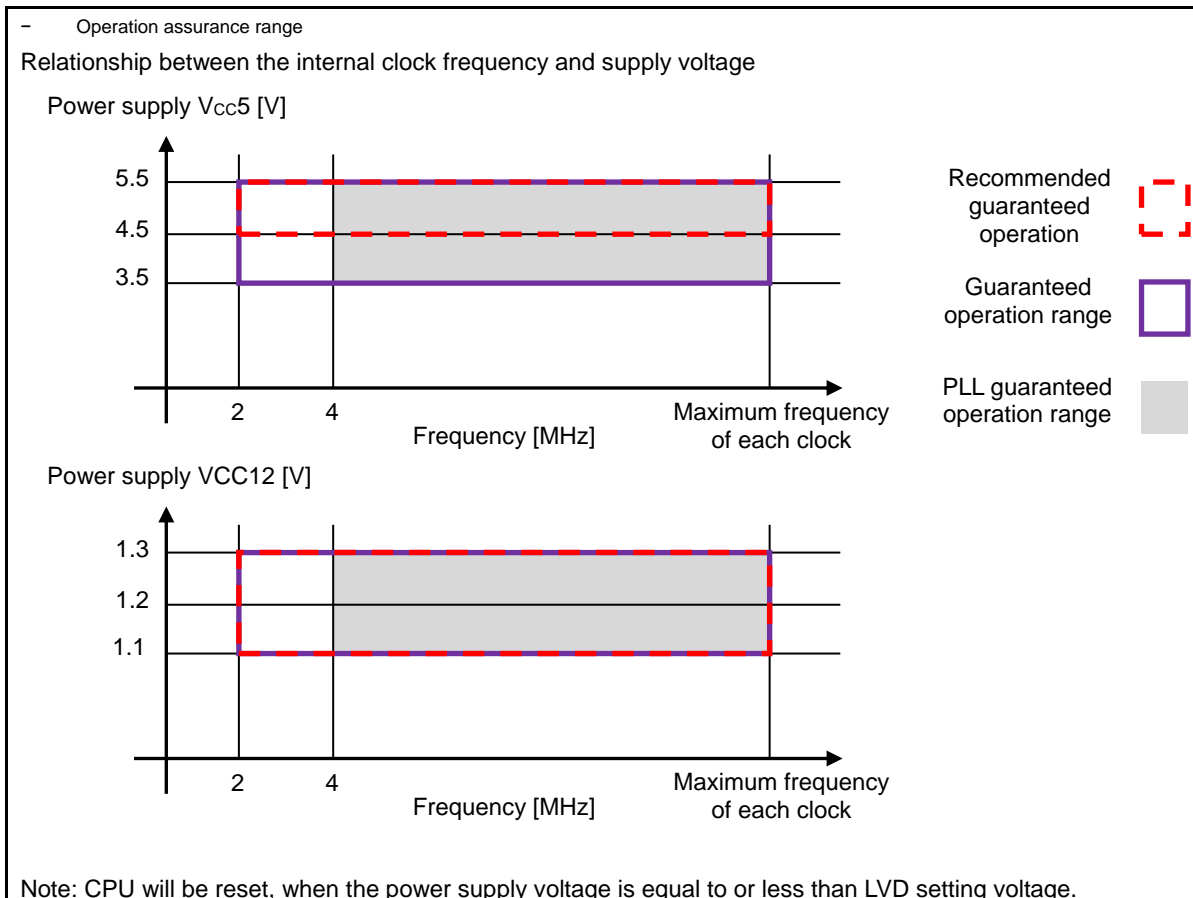 − Operation assurance range
Relationship between the internal clock frequency and supply voltage
Power supply VCC5 [V]
5.5
4.5
3.5
2 4
Frequency [MHz]
Maximum frequency
of each clock
Recommended
guaranteed
operation
Guaranteed
operation range
PLL guaranteed
operation range
Power supply VCC12 [V]
1.3
1.2
1.1
2 4
Frequency [MHz]
Maximum frequency
of each clock
Note: CPU will be reset, when the power supply voltage is equal to or less than LVD setting voltage.